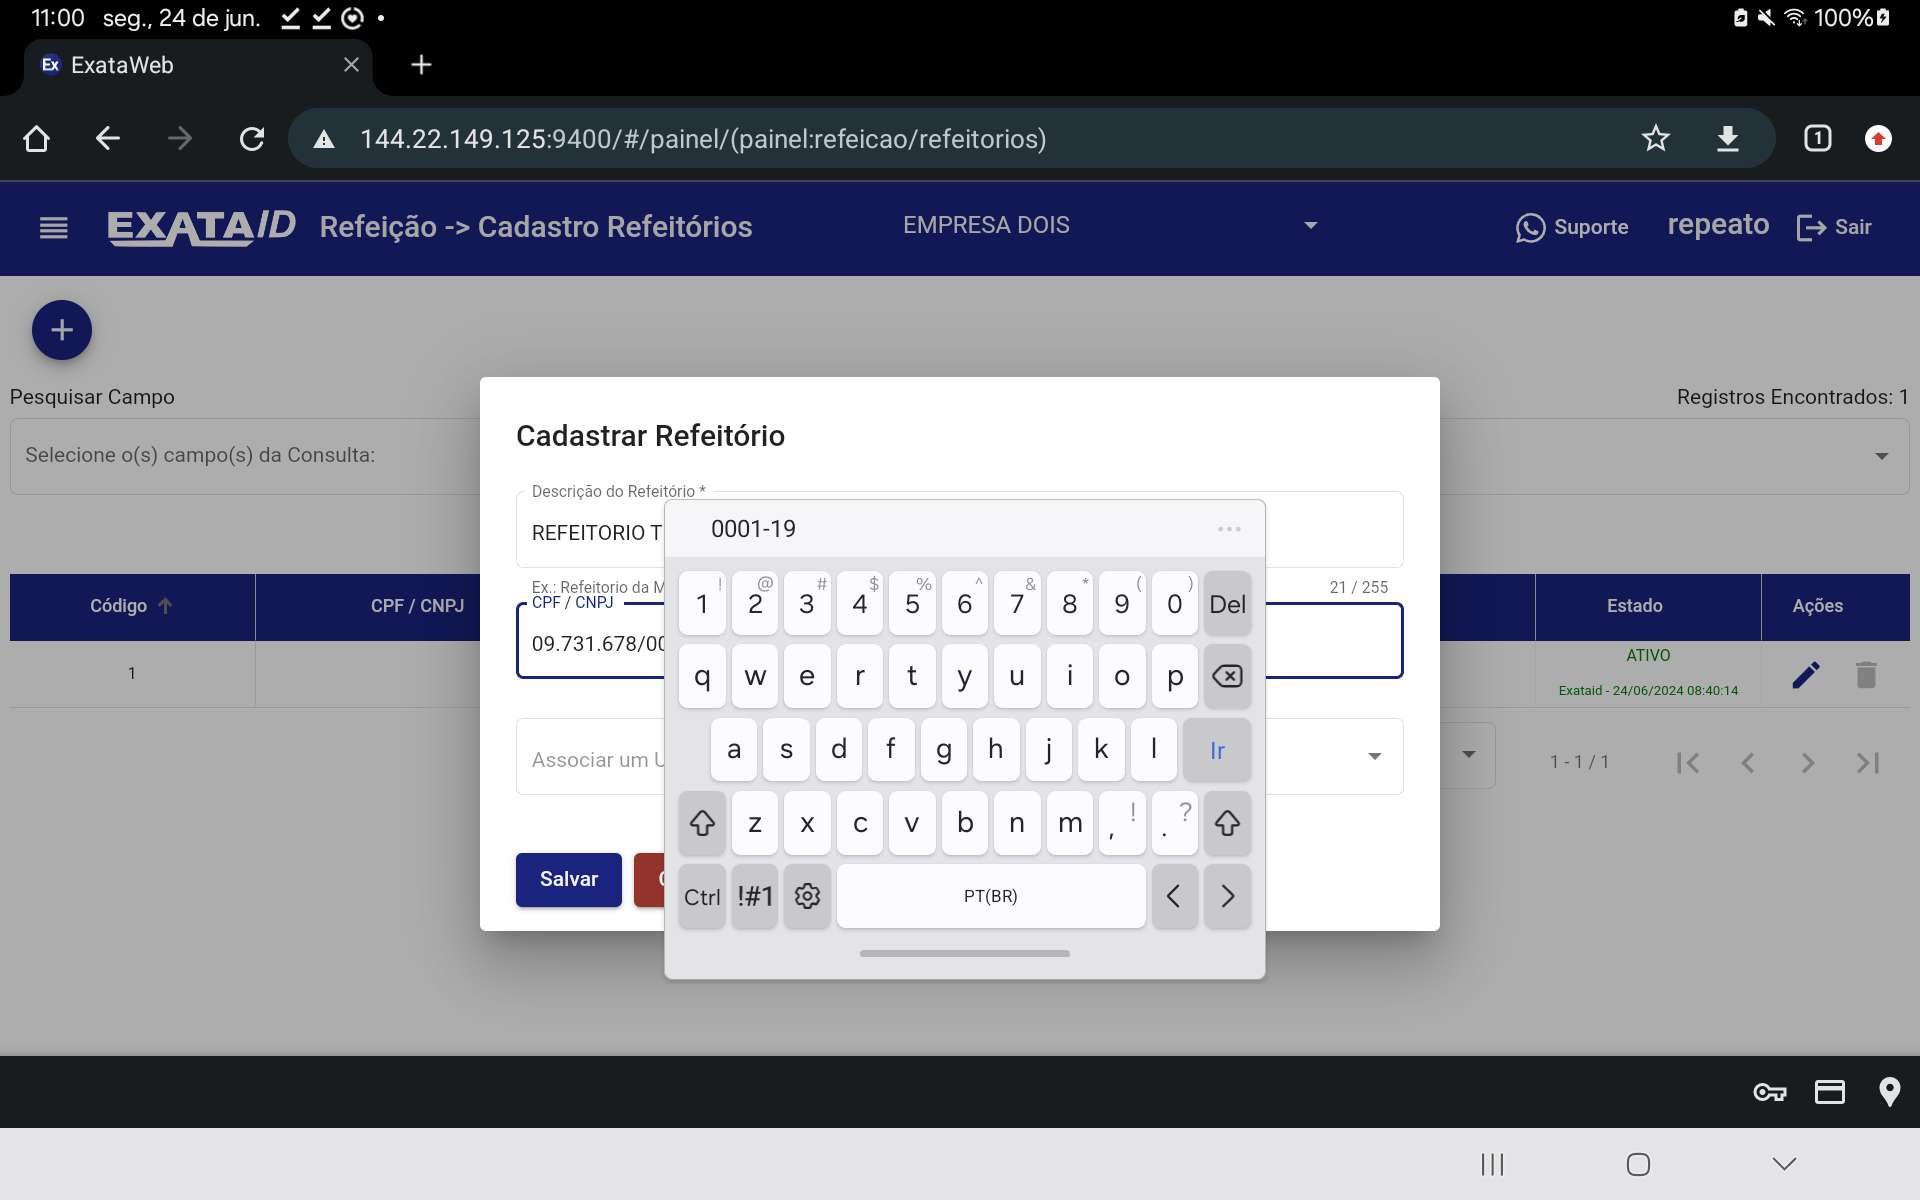 11:00 seg., 24 de jun.
100%
Ex ExataWeb
144.22.149.125:9400/#/painel/(painel:refeicao/refeitorios)
1
EXATAID Refeição -> Cadastro Refeitórios EMPRESA DOIS Suporte repeato Sair
Pesquisar Campo
Registros Encontrados: 1
Selecione o(s) campo(s) da Consulta:
Código CPF / CNPJ Estado Ações
1
ATIVO
Exataid - 24/06/2024 08:40:14
1 - 1 / 1
Cadastrar Refeitório
Descrição do Refeitório *
REFEITORIO T
Ex.: Refeitorio da M
21 / 255
CPF / CNPJ
09.731.678/00
Associar um U
Salvar
0001-19
! @ # $ % ^ & * ( )
1 2 3 4 5 6 7 8 9 0 Del
q w e r t y u i o p
a s d f g h j k l Ir
z x c v b n m , ! . ?
Ctrl !#1 PT(BR) < >